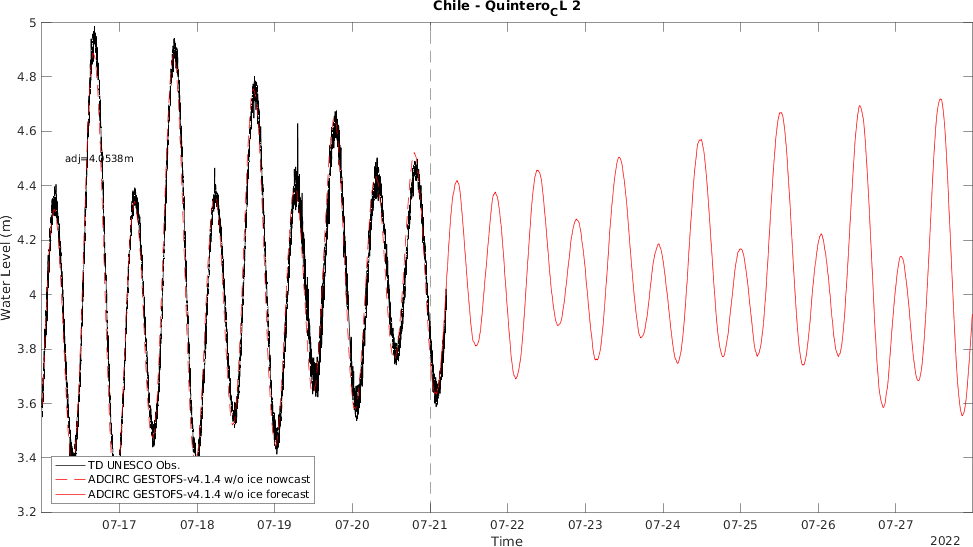 Chile - QuinteroCL 2
Water Level (m)
5
4.8
4.6
4.4
4.2
4
3.8
3.6
3.4
3.2
adj=4.0538m
TD UNESCO Obs.
ADCIRC GESTOFS-v4.1.4 w/o ice nowcast
ADCIRC GESTOFS-v4.1.4 w/o ice forecast
07-17 07-18 07-19 07-20 07-21 07-22 07-23 07-24 07-25 07-26 07-27
Time
2022